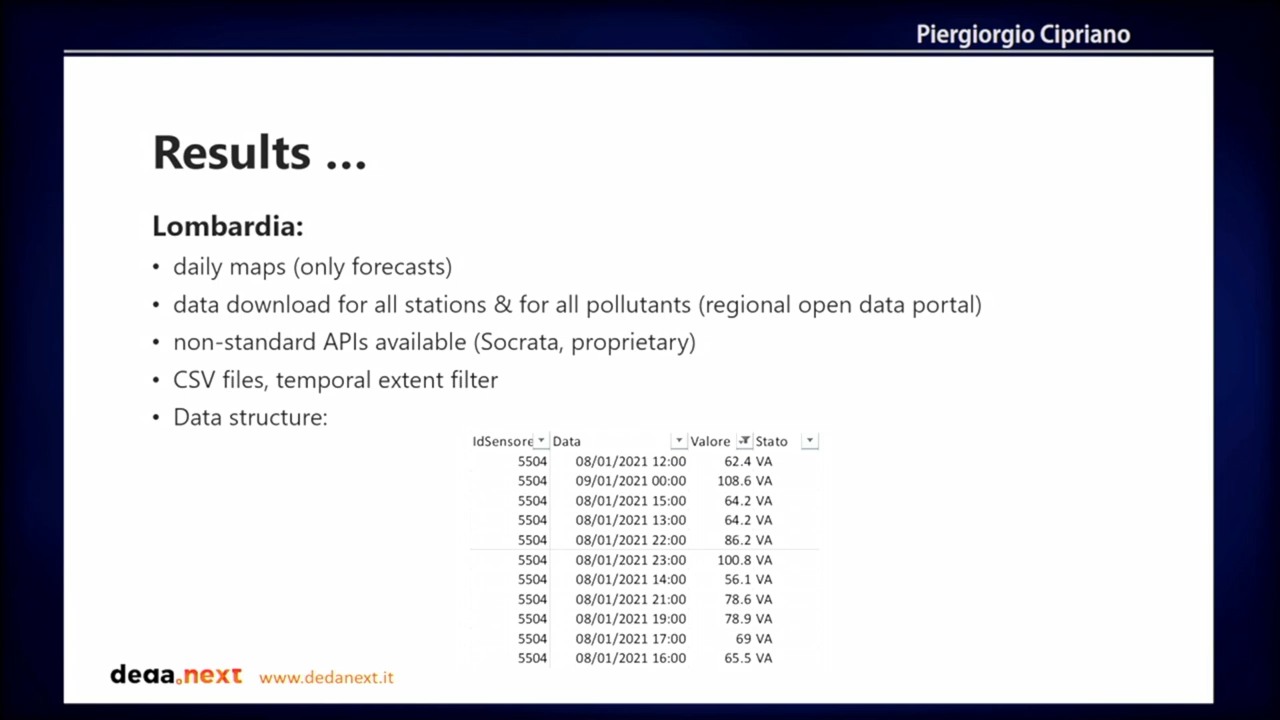 Piergiorgio Cipriano
Results ...
Lombardia:
• daily maps (only forecasts)
• data download for all stations & for all pollutants (regional open data portal)
• non-standard APIs available (Socrata, proprietary)
• CSV files, temporal extent filter
• Data structure:
IdSensore Data Valore Stato
5504 08/01/2021 12:00 62.4 VA
5504 09/01/2021 00:00 108.6 VA
5504 08/01/2021 15:00 64.2 VA
5504 08/01/2021 13:00 64.2 VA
5504 08/01/2021 22:00 86.2 VA
5504 08/01/2021 23:00 100.8 VA
5504 08/01/2021 14:00 56.1 VA
5504 08/01/2021 21:00 78.6 VA
5504 08/01/2021 19:00 78.9 VA
5504 08/01/2021 17:00 69 VA
5504 08/01/2021 16:00 65.5 VA
deda.next www.dedanext.it